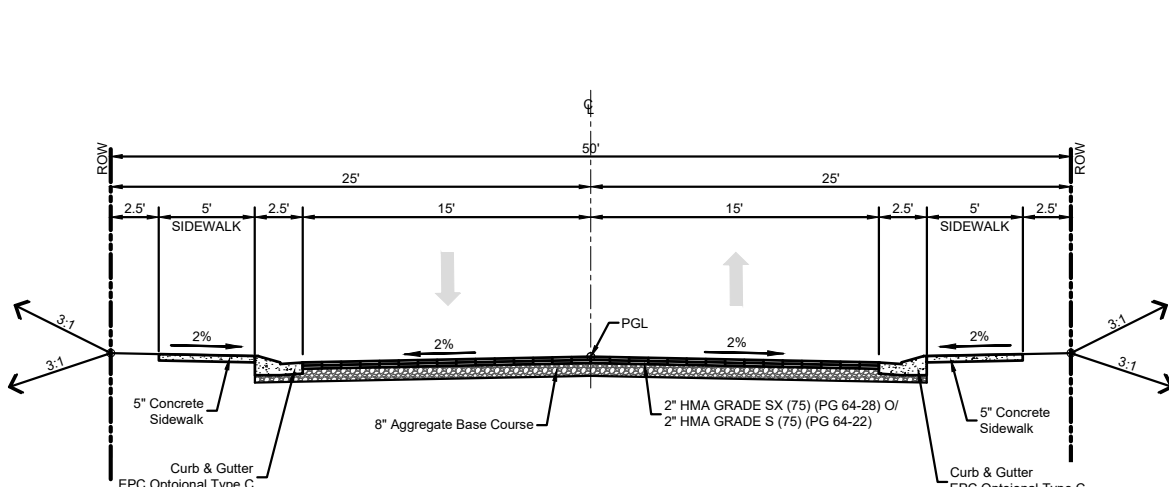 ℄
ROW
50'
ROW
25'
25'
2.5'
5'
2.5'
15'
15'
2.5'
5'
2.5'
SIDEWALK
SIDEWALK
3:1
3:1
2%
2%
PGL
2%
2%
3:1
3:1
5" Concrete
Sidewalk
8" Aggregate Base Course
2" HMA GRADE SX (75) (PG 64-28) O/
2" HMA GRADE S (75) (PG 64-22)
5" Concrete
Sidewalk
Curb & Gutter
EPC Optoional Type C
Curb & Gutter
EPC Optoional Type C